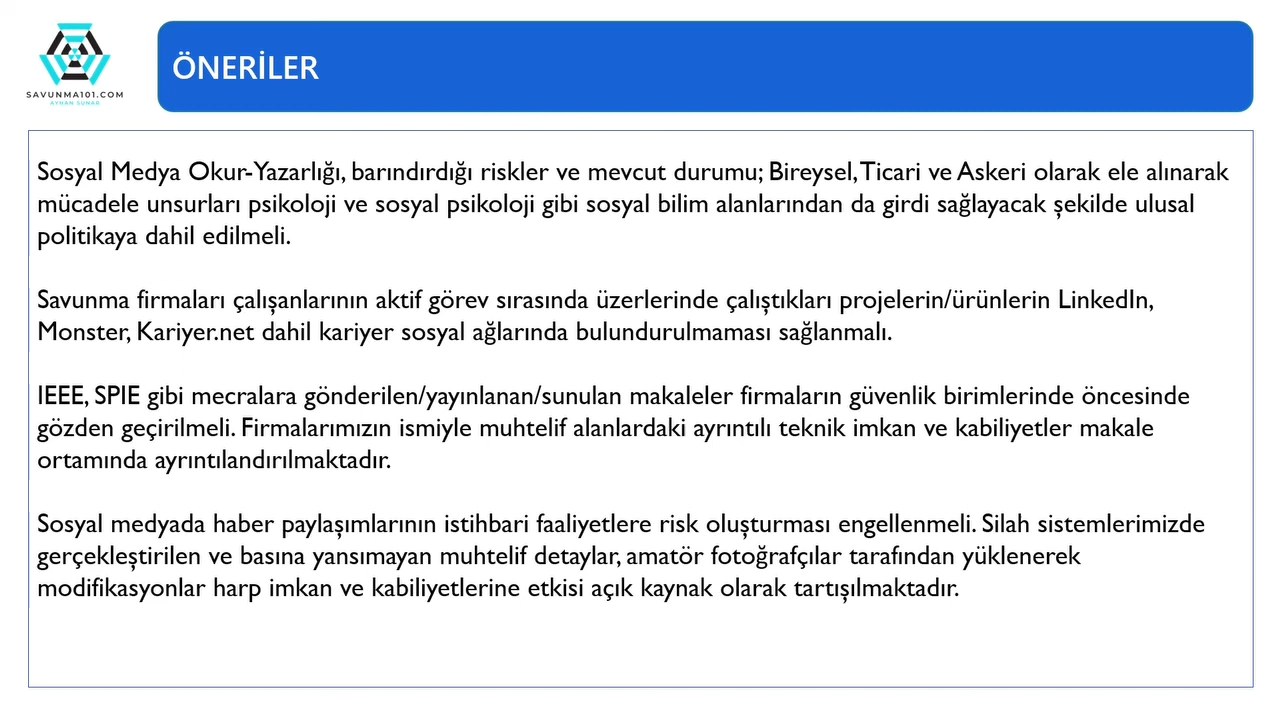 SAVUNMA101.COM
AYHAN SUNAR
ÖNERİLER
Sosyal Medya Okur-Yazarlığı, barındırdığı riskler ve mevcut durumu; Bireysel, Ticari ve Askeri olarak ele alınarak
mücadele unsurları psikoloji ve sosyal psikoloji gibi sosyal bilim alanlarından da girdi sağlayacak şekilde ulusal
politikaya dahil edilmeli.
Savunma firmaları çalışanlarının aktif görev sırasında üzerlerinde çalıştıkları projelerin/ürünlerin LinkedIn,
Monster, Kariyer.net dahil kariyer sosyal ağlarında bulundurulmaması sağlanmalı.
IEEE, SPIE gibi mecralara gönderilen/yayınlanan/sunulan makaleler firmaların güvenlik birimlerinde öncesinde
gözden geçirilmeli. Firmalarımızın ismiyle muhtelif alanlardaki ayrıntılı teknik imkan ve kabiliyetler makale
ortamında ayrıntılandırılmaktadır.
Sosyal medyada haber paylaşımlarının istihbari faaliyetlere risk oluşturması engellenmeli. Silah sistemlerimizde
gerçekleştirilen ve basına yansımayan muhtelif detaylar, amatör fotoğrafçılar tarafından yüklenerek
modifikasyonlar harp imkan ve kabiliyetlerine etkisi açık kaynak olarak tartışılmaktadır.